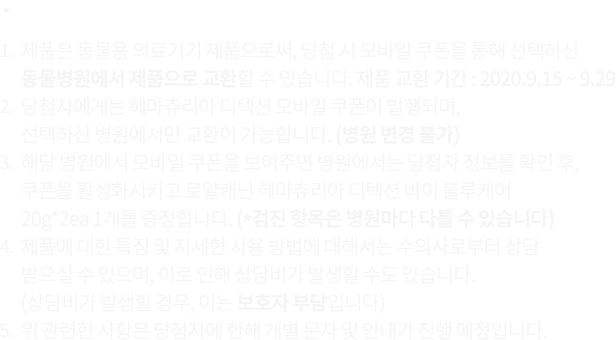 •
1. 제품은 동물용 의료기기 제품으로써, 당첨 시 모바일 쿠폰을 통해 선택하신
동물병원에서 제품으로 교환할 수 있습니다. 제품 교환 기간 : 2020.9.15 ~ 9.29
2. 당첨자에게는 헤마츄리아 디텍션 모바일 쿠폰이 발행되며,
선택하신 병원에서만 교환이 가능합니다. (병원 변경 불가)
3. 해당 병원에서 모바일 쿠폰을 보여주면 병원에서는 당첨자 정보를 확인 후,
쿠폰을 활성화시키고 로얄캐닌 헤마츄리아 디텍션 바이 블루케어
20g*2ea 1개를 증정합니다. (*검진 항목은 병원마다 다를 수 있습니다)
4. 제품에 대한 특징 및 자세한 사용 방법에 대해서는 수의사로부터 상담
받으실 수 있으며, 이로 인해 상담비가 발생할 수도 있습니다.
(상담비가 발생할 경우, 이는 보호자 부담입니다)
5. 위 관련한 사항은 당첨자에 한해 개별 문자 및 안내가 진행 예정입니다.